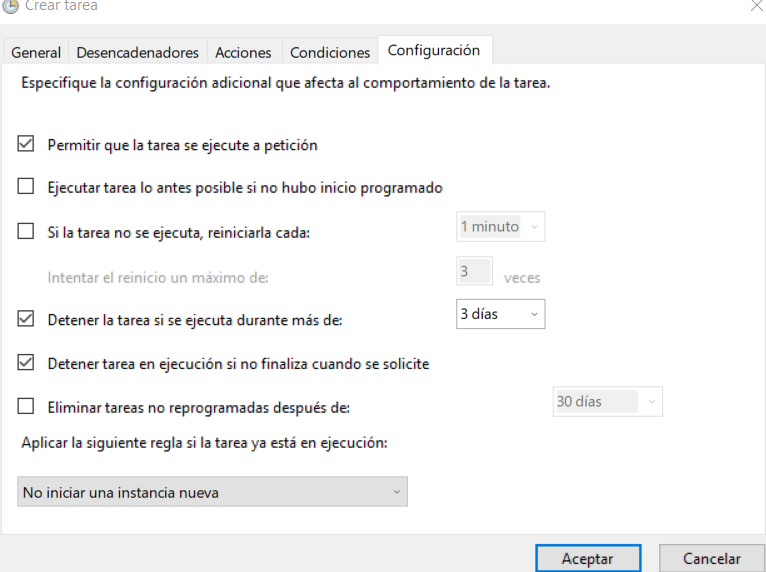 Crear tarea
General Desencadenadores Acciones Condiciones Configuración
Especifique la configuración adicional que afecta al comportamiento de la tarea.
Permitir que la tarea se ejecute a petición
Ejecutar tarea lo antes posible si no hubo inicio programado
Si la tarea no se ejecuta, reiniciarla cada: 1 minuto
Intentar el reinicio un máximo de: 3 veces
Detener la tarea si se ejecuta durante más de: 3 días
Detener tarea en ejecución si no finaliza cuando se solicite
Eliminar tareas no reprogramadas después de: 30 días
Aplicar la siguiente regla si la tarea ya está en ejecución:
No iniciar una instancia nueva
Aceptar Cancelar